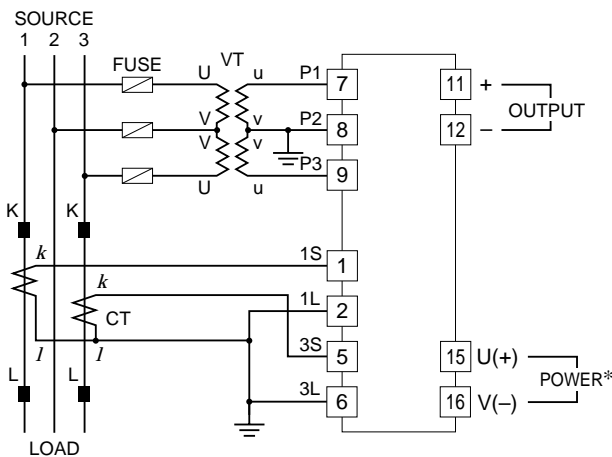 SOURCE
1 2 3
FUSE
VT
U u P1 7
V v P2 8
V v
U u P3 9
11 +
12 –
OUTPUT
K K
k
1S 1
k
CT
1L 2
l l
3S 5
L L
3L 6
15 U(+)
16 V(–)
POWER*
LOAD